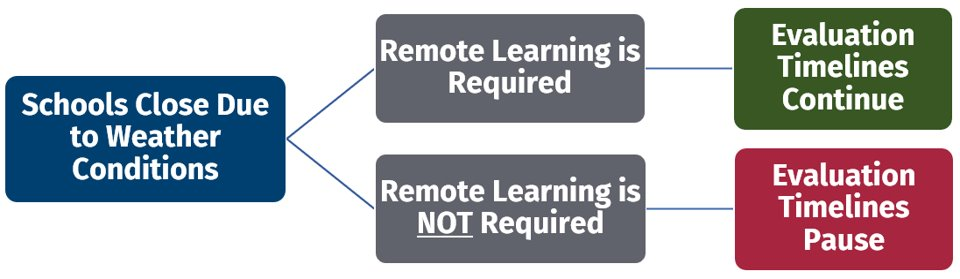 Schools Close Due
to Weather
Conditions
Remote Learning is
Required
Evaluation
Timelines
Continue
Remote Learning is
NOT Required
Evaluation
Timelines
Pause